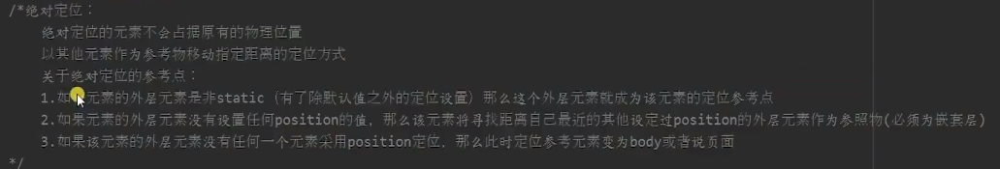 /*绝对定位：
绝对定位的元素不会占据原有的物理位置
以其他元素作为参考物移动指定距离的定位方式
关于绝对定位的参考点：
1.如元素的外层元素是非static（有了除默认值之外的定位设置）那么这个外层元素就成为该元素的定位参考点
2.如果元素的外层元素没有设置任何position的值，那么该元素将寻找距离自己最近的其他设定过position的外层元素作为参照物(必须为嵌套层)
3.如果该元素的外层元素没有任何一个元素采用position定位，那么此时定位参考元素变为body或者说页面
*/